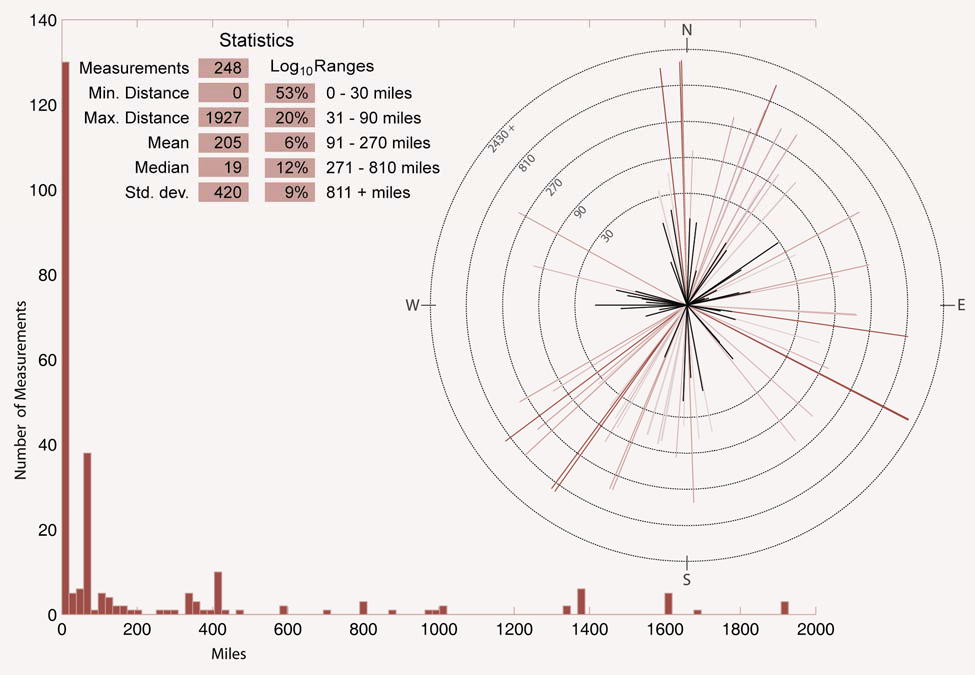 Statistics
Measurements 248
Min. Distance 0
Max. Distance 1927
Mean 205
Median 19
Std. dev. 420
Log10Ranges
53% 0 - 30 miles
20% 31 - 90 miles
6% 91 - 270 miles
12% 271 - 810 miles
9% 811 + miles
140
120
100
80
60
40
20
0
Number of Measurements
0 200 400 600 800 1000 1200 1400 1600 1800 2000
Miles
N
2430 +
810
270
90
30
W
E
S